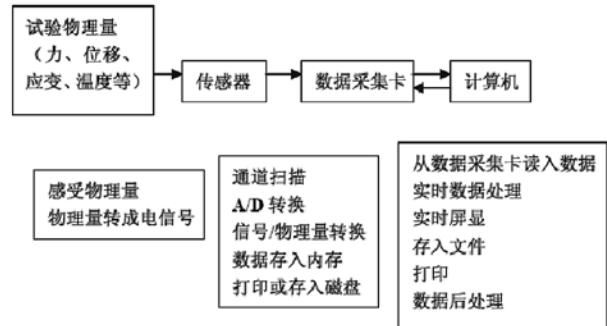 试验物理量
（力、位移、
应变、温度等）
传感器
数据采集卡
计算机
感受物理量
物理量转成电信号
通道扫描
A/D 转换
信号/物理量转换
数据存入内存
打印或存入磁盘
从数据采集卡读入数据
实时数据处理
实时屏显
存入文件
打印
数据后处理